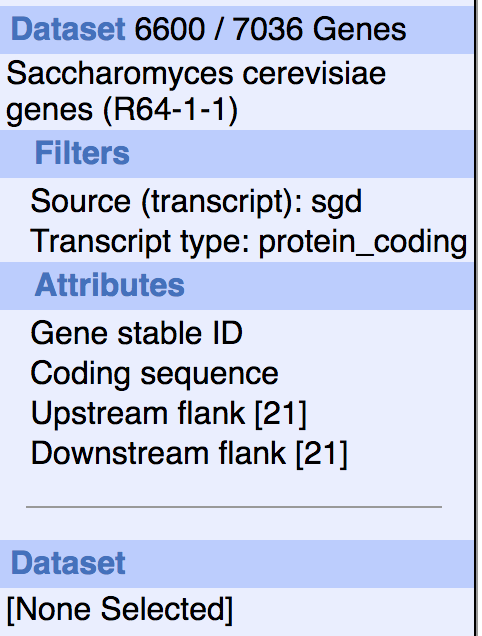 Dataset 6600 / 7036 Genes
Saccharomyces cerevisiae
genes (R64-1-1)
Filters
Source (transcript): sgd
Transcript type: protein_coding
Attributes
Gene stable ID
Coding sequence
Upstream flank [21]
Downstream flank [21]
Dataset
[None Selected]